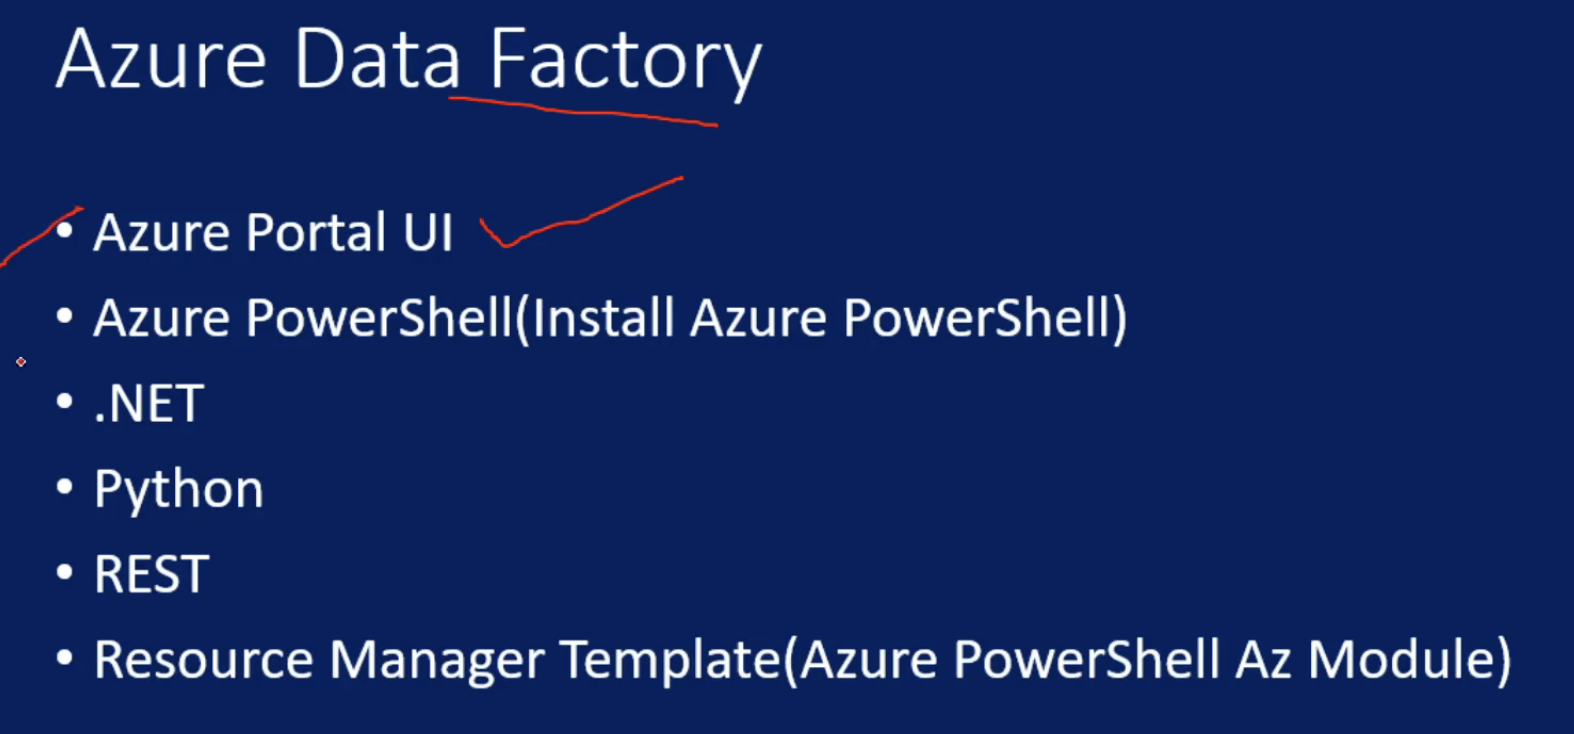 Azure Data Factory
• Azure Portal UI
• Azure PowerShell(Install Azure PowerShell)
• .NET
• Python
• REST
• Resource Manager Template(Azure PowerShell Az Module)